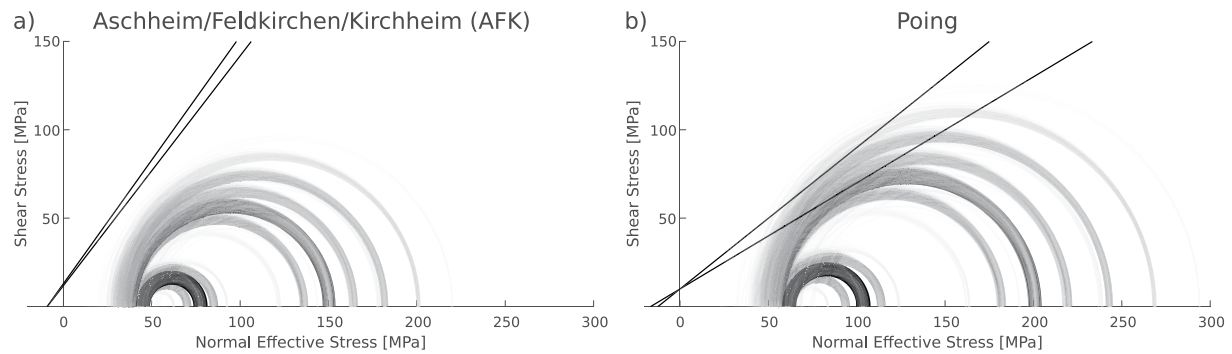 a) Aschheim/Feldkirchen/Kirchheim (AFK)
150
100
50
Shear Stress [MPa]
0 50 100 150 200 250 300
Normal Effective Stress [MPa]
b) Poing
150
100
50
Shear Stress [MPa]
0 50 100 150 200 250 300
Normal Effective Stress [MPa]